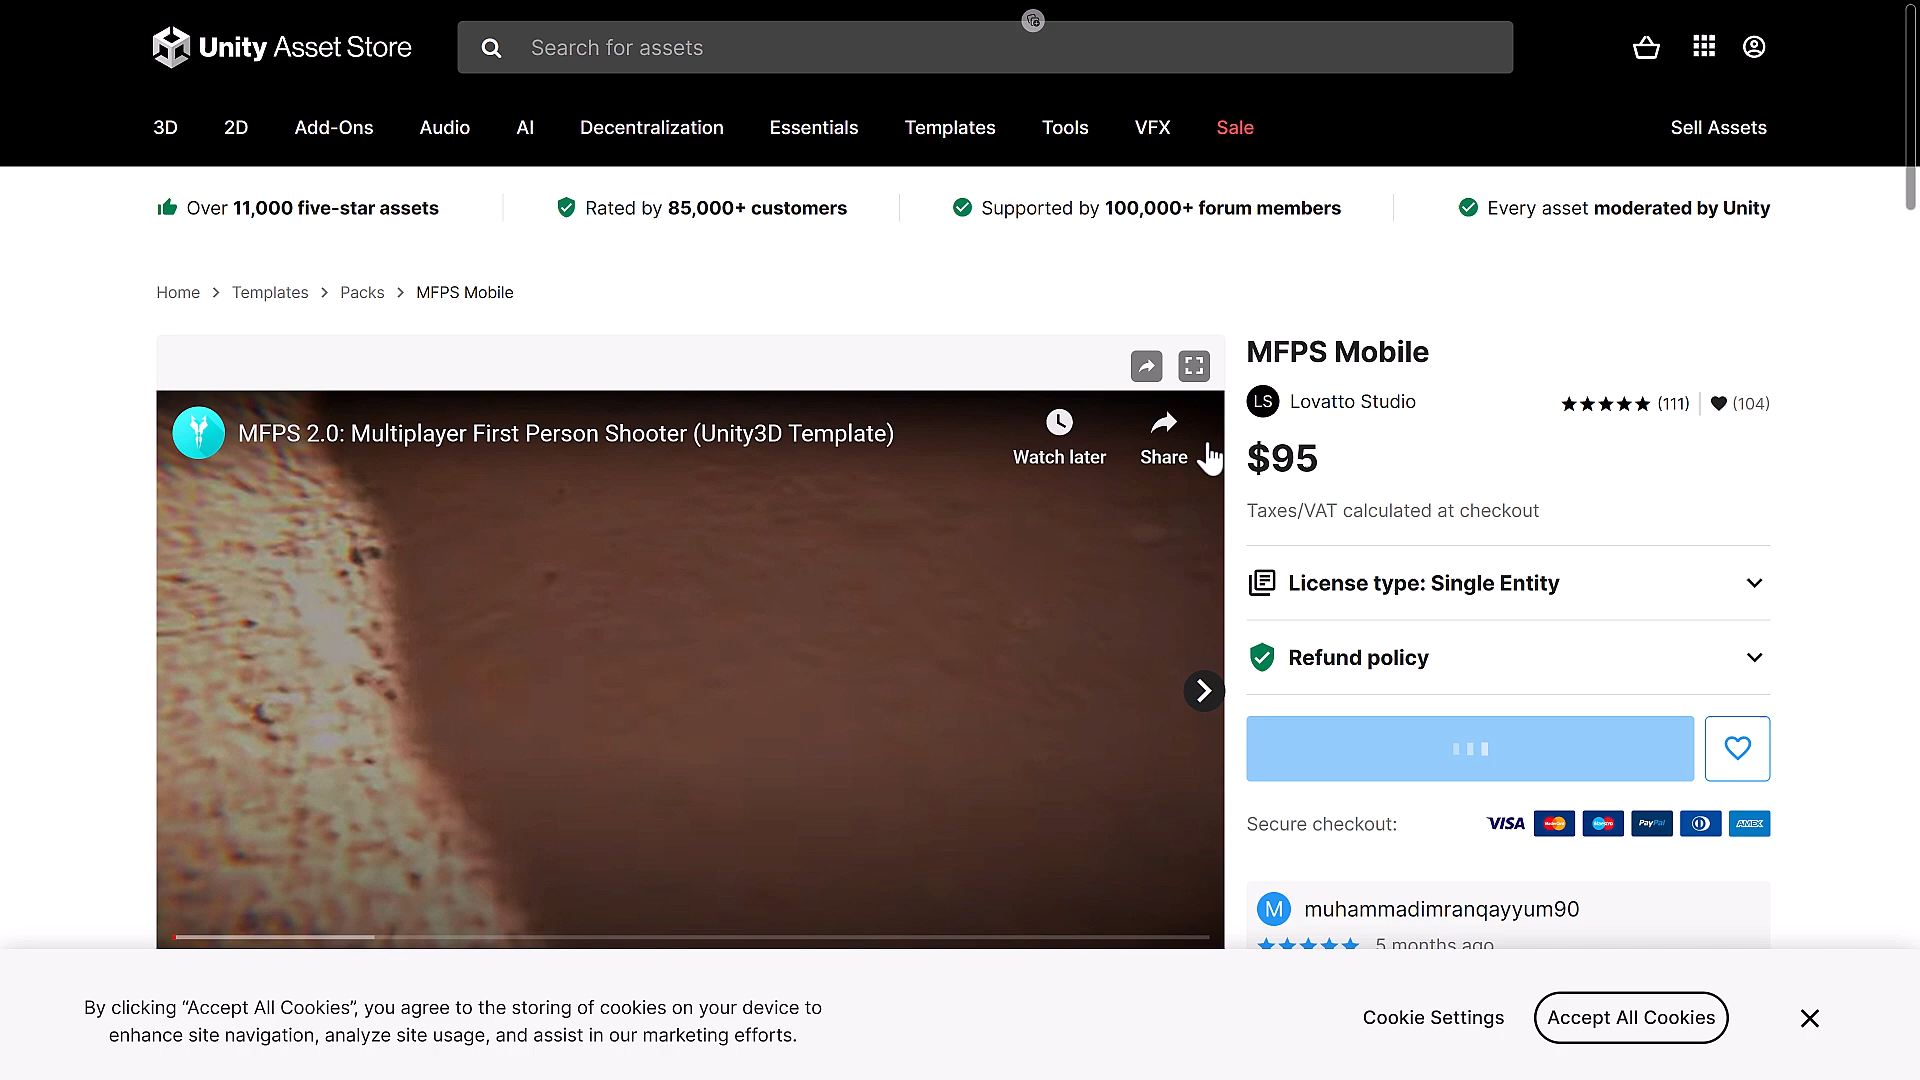 Unity Asset Store
Search for assets
3D 2D Add-Ons Audio AI Decentralization Essentials Templates Tools VFX Sale Sell Assets
Over 11,000 five-star assets
Rated by 85,000+ customers
Supported by 100,000+ forum members
Every asset moderated by Unity
Home > Templates > Packs > MFPS Mobile
MFPS 2.0: Multiplayer First Person Shooter (Unity3D Template)
Watch later
Share
MFPS Mobile
LS Lovatto Studio
(111) (104)
$95
Taxes/VAT calculated at checkout
License type: Single Entity
Refund policy
Secure checkout:
VISA MasterCard Maestro PayPal AMEX
M muhammadimranqayyum90
5 months ago
By clicking “Accept All Cookies”, you agree to the storing of cookies on your device to
enhance site navigation, analyze site usage, and assist in our marketing efforts.
Cookie Settings
Accept All Cookies